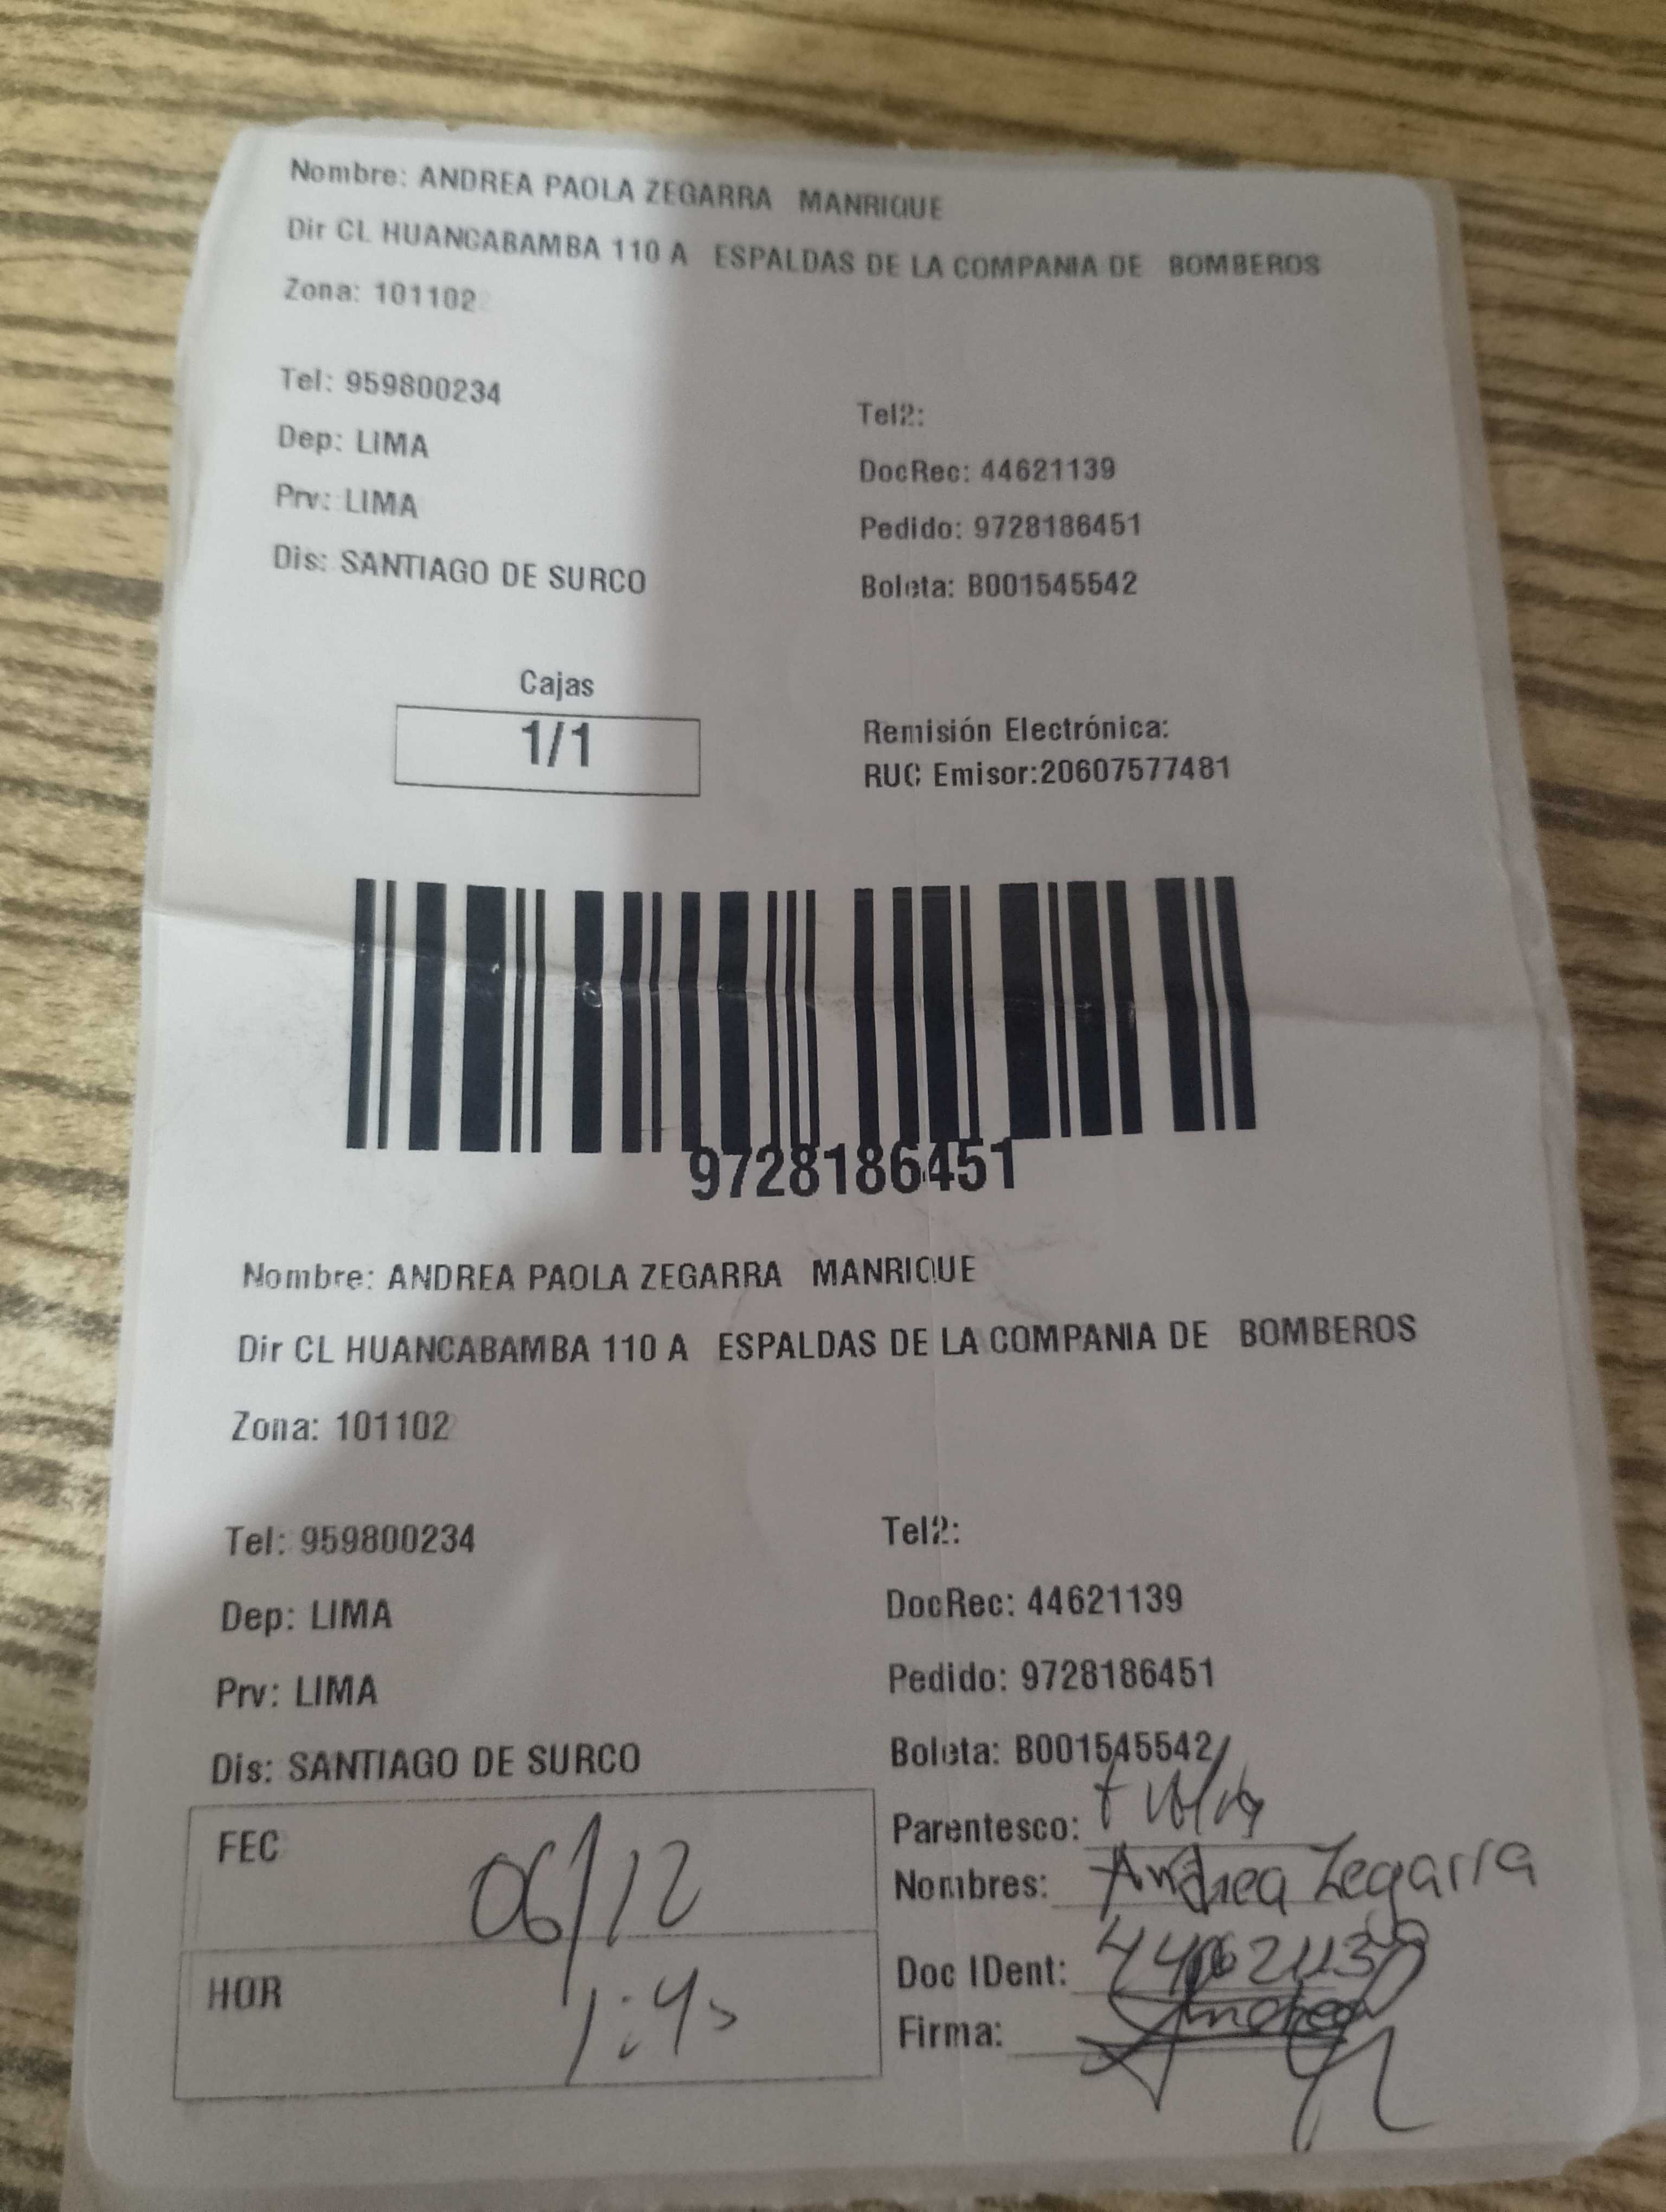 Nombre: ANDREA PAOLA ZEGARRA MANRIQUE
Dir CL HUANCABAMBA 110 A ESPALDAS DE LA COMPANIA DE BOMBEROS
Zona: 101102
Tel: 959800234
Tel2:
Dep: LIMA
DocRec: 44621139
Prv: LIMA
Pedido: 9728186451
Dis: SANTIAGO DE SURCO
Boleta: B001545542
Cajas
1/1
Remisión Electrónica:
RUC Emisor:20607577481
9728186451
Nombre: ANDREA PAOLA ZEGARRA MANRIQUE
Dir CL HUANCABAMBA 110 A ESPALDAS DE LA COMPANIA DE BOMBEROS
Zona: 101102
Tel: 959800234
Tel2:
Dep: LIMA
DocRec: 44621139
Prv: LIMA
Pedido: 9728186451
Dis: SANTIAGO DE SURCO
Boleta: B001545542
FEC 06/12
Parentesco:
Nombres: Andrea Zegarra
HOR 1:45
Doc IDent: 44621139
Firma: Andrea